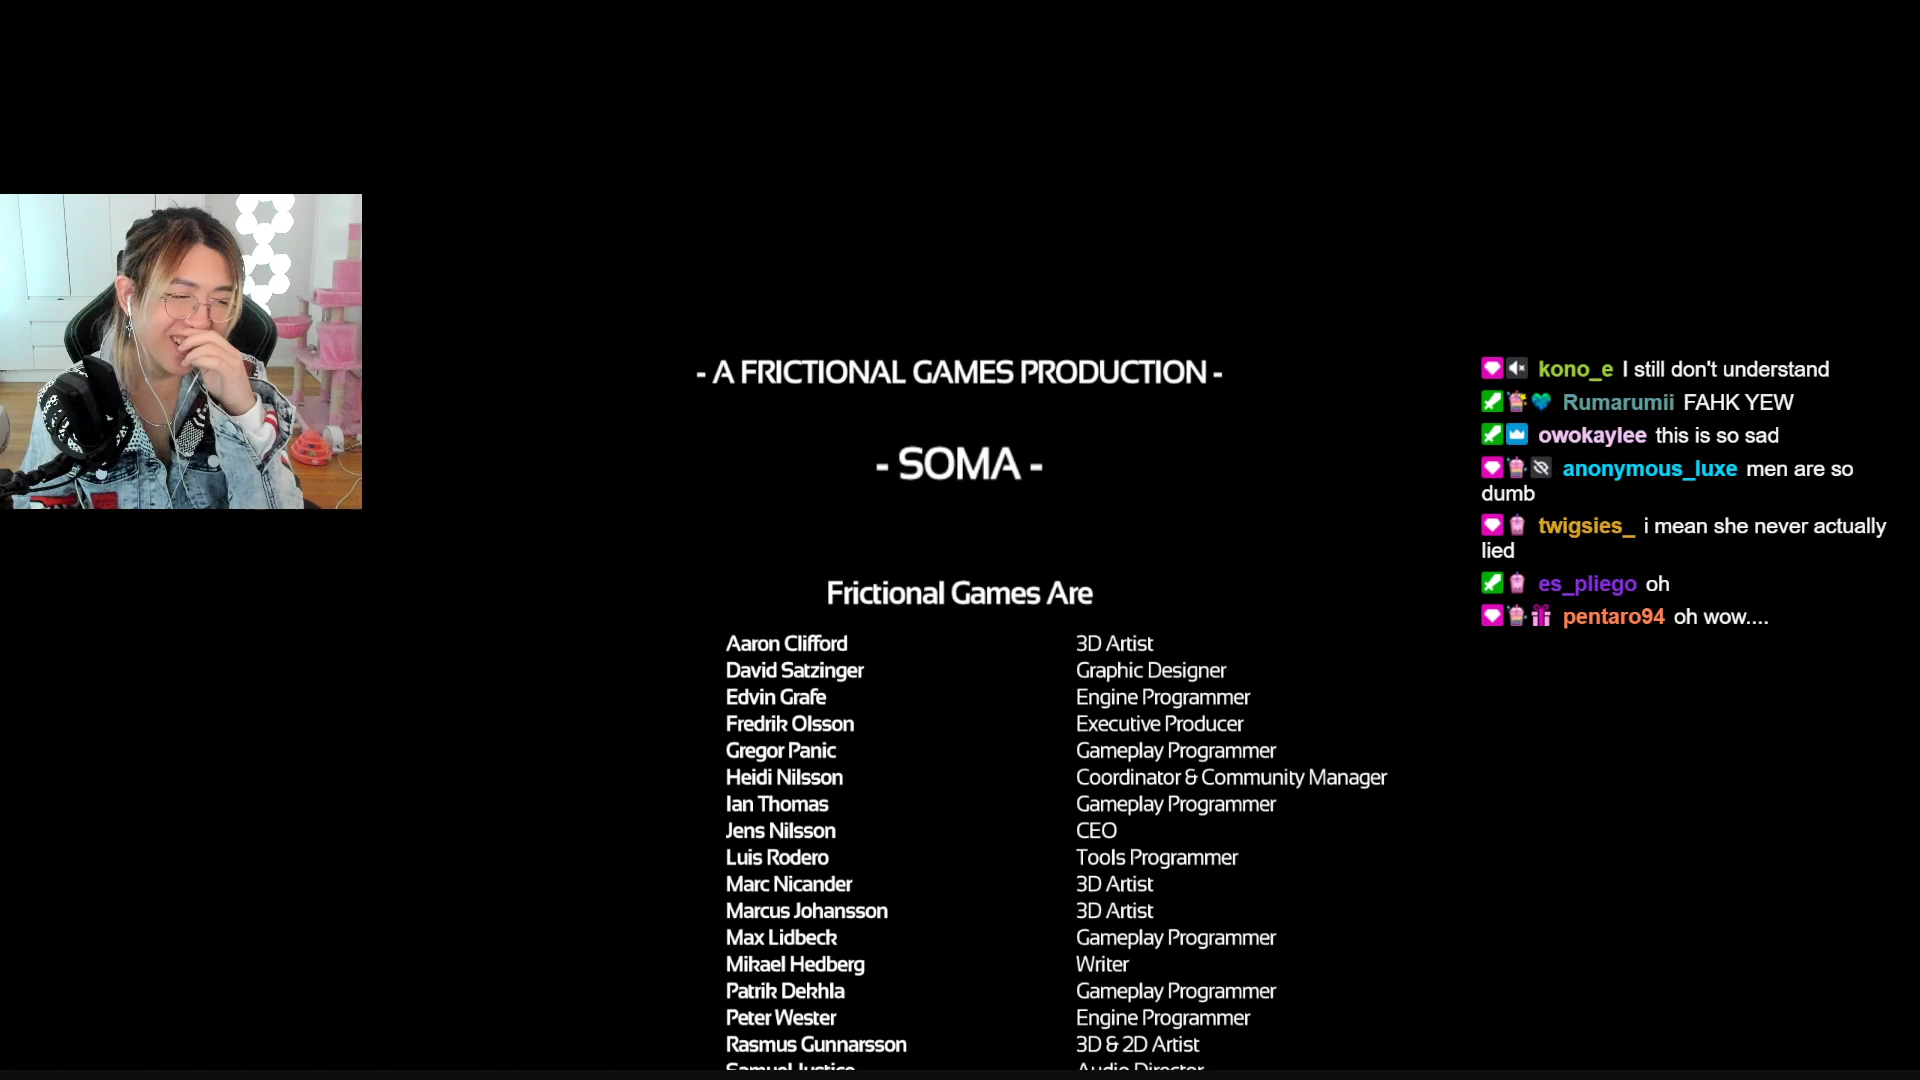 - A FRICTIONAL GAMES PRODUCTION -
- SOMA -
Frictional Games Are
Aaron Clifford 3D Artist
David Satzinger Graphic Designer
Edvin Grafe Engine Programmer
Fredrik Olsson Executive Producer
Gregor Panic Gameplay Programmer
Heidi Nilsson Coordinator & Community Manager
Ian Thomas Gameplay Programmer
Jens Nilsson CEO
Luis Rodero Tools Programmer
Marc Nicander 3D Artist
Marcus Johansson 3D Artist
Max Lidbeck Gameplay Programmer
Mikael Hedberg Writer
Patrik Dekhla Gameplay Programmer
Peter Wester Engine Programmer
Rasmus Gunnarsson 3D & 2D Artist
Samuel Justice Audio Director
kono_e I still don't understand
Rumarumii FAHK YEW
owokaylee this is so sad
anonymous_luxe men are so
dumb
twigsies_ i mean she never actually
lied
es_pliego oh
pentaro94 oh wow....